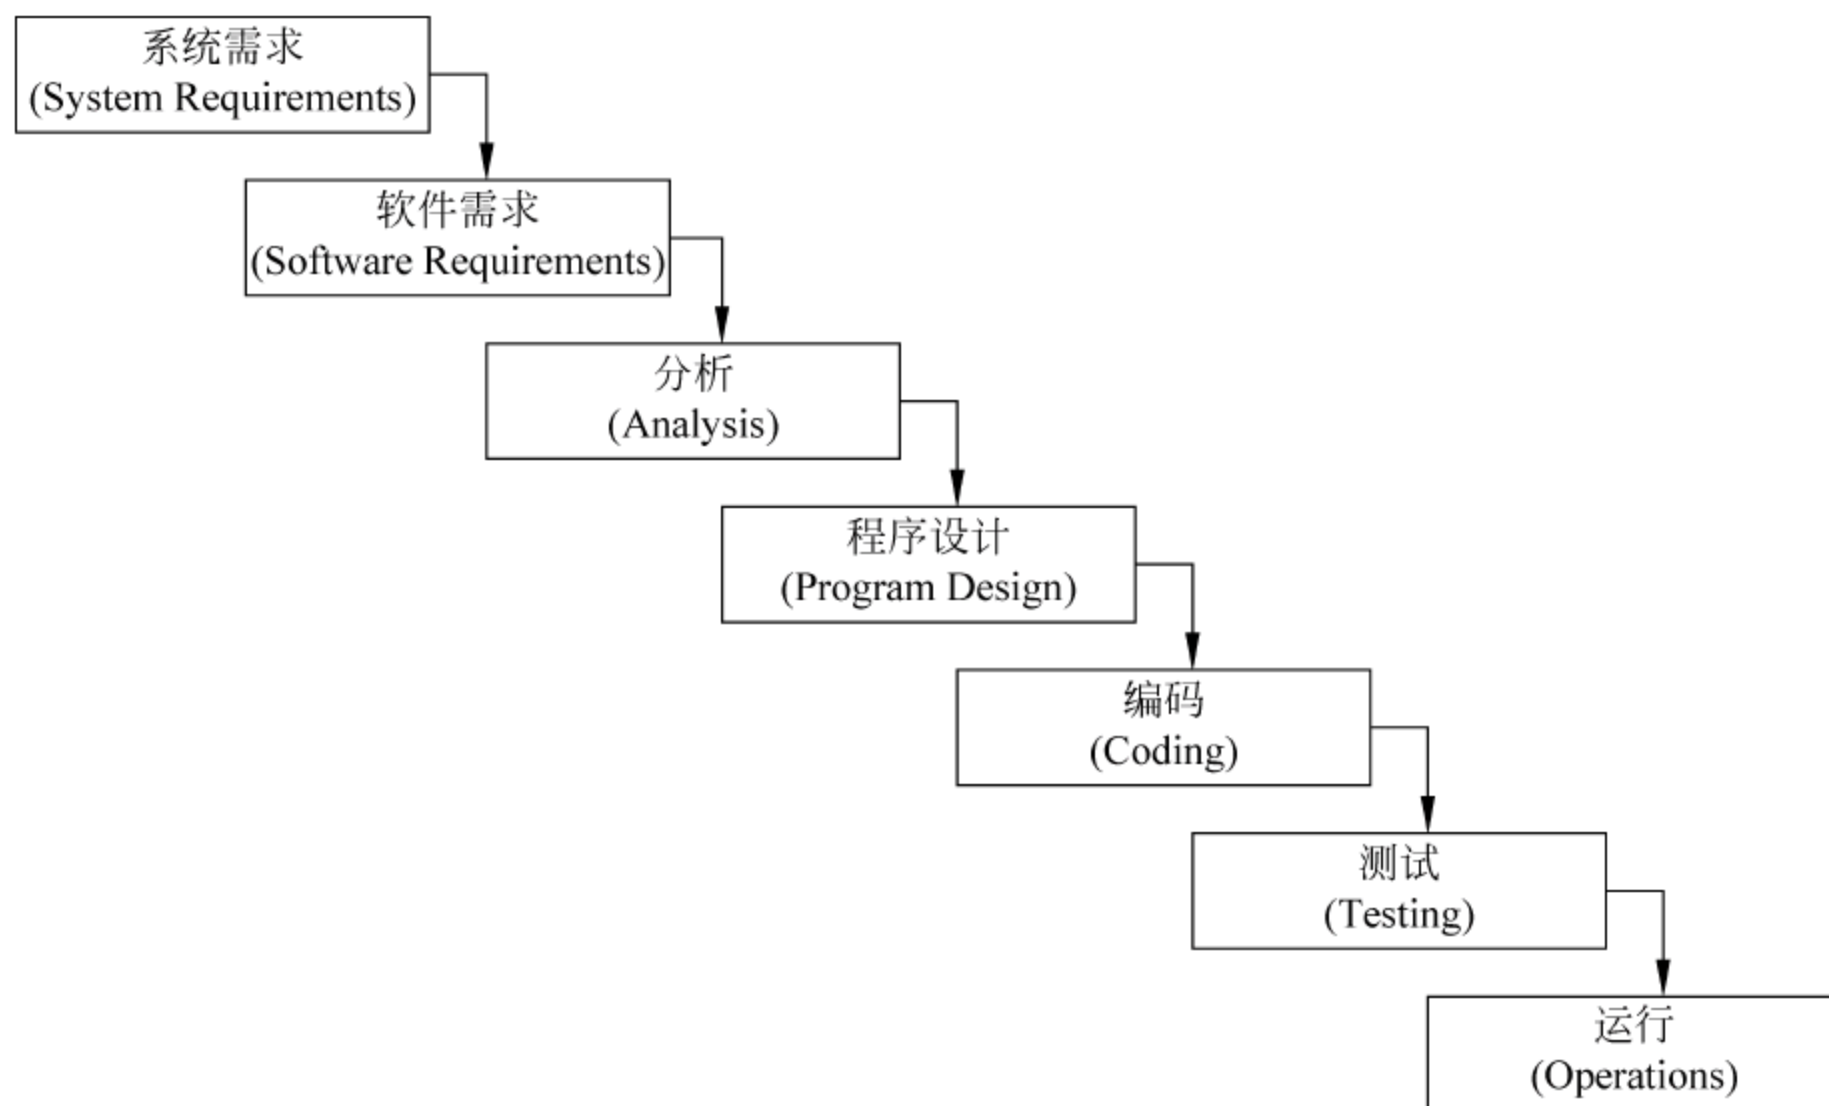 系统需求
(System Requirements)
软件需求
(Software Requirements)
分析
(Analysis)
程序设计
(Program Design)
编码
(Coding)
测试
(Testing)
运行
(Operations)